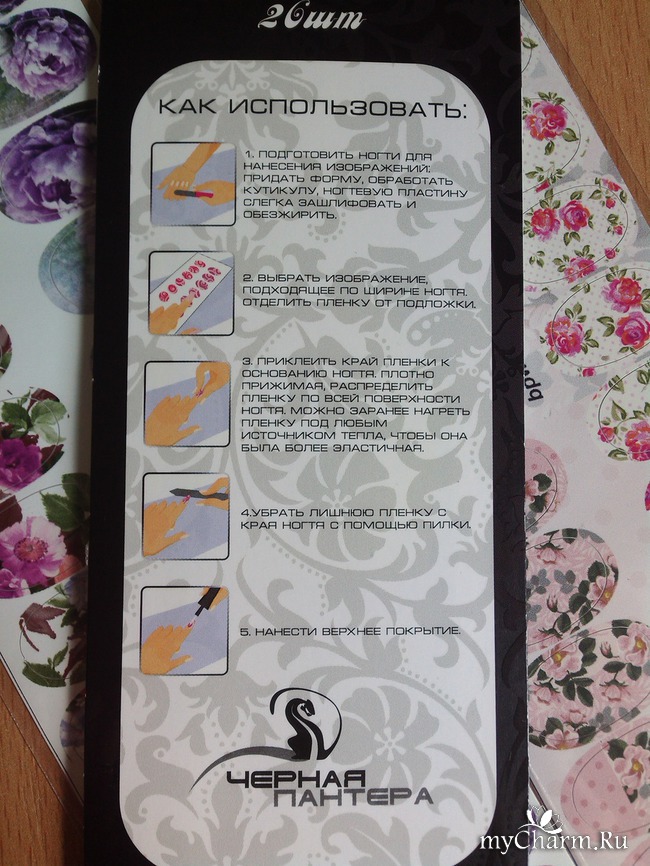 26шт
КАК ИСПОЛЬЗОВАТЬ:
1. ПОДГОТОВИТЬ НОГТИ ДЛЯ
НАНЕСЕНИЯ ИЗОБРАЖЕНИЙ:
ПРИДАТЬ ФОРМУ, ОБРАБОТАТЬ
КУТИКУЛУ, НОГТЕВУЮ ПЛАСТИНУ
СЛЕГКА ЗАШЛИФОВАТЬ И
ОБЕЗЖИРИТЬ.
2. ВЫБРАТЬ ИЗОБРАЖЕНИЕ,
ПОДХОДЯЩЕЕ ПО ШИРИНЕ НОГТЯ.
ОТДЕЛИТЬ ПЛЕНКУ ОТ ПОДЛОЖКИ.
3. ПРИКЛЕИТЬ КРАЙ ПЛЕНКИ К
ОСНОВАНИЮ НОГТЯ. ПЛОТНО
ПРИЖИМАЯ, РАСПРЕДЕЛИТЬ
ПЛЕНКУ ПО ВСЕЙ ПОВЕРХНОСТИ
НОГТЯ. МОЖНО ЗАРАНЕЕ НАГРЕТЬ
ПЛЕНКУ ПОД ЛЮБЫМ
ИСТОЧНИКОМ ТЕПЛА, ЧТОБЫ ОНА
БЫЛА БОЛЕЕ ЭЛАСТИЧНАЯ.
4.УБРАТЬ ЛИШНЮЮ ПЛЕНКУ С
КРАЯ НОГТЯ С ПОМОЩЬЮ ПИЛКИ.
5. НАНЕСТИ ВЕРХНЕЕ ПОКРЫТИЕ.
ЧЕРНАЯ
ПАНТЕРА
myCharm.Ru